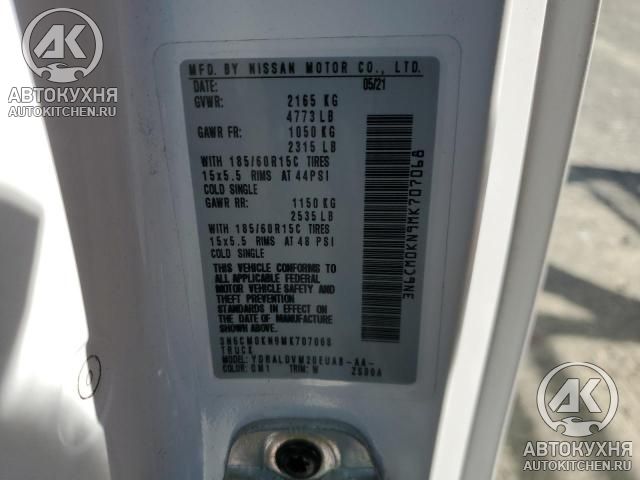 АК
АВТОКУХНЯ
AUTOKITCHEN.RU
MFD. BY NISSAN MOTOR CO., LTD.
DATE: 05/21
GVWR: 2165 KG
4773 LB
GAWR FR: 1050 KG
2315 LB
WITH 185/60R15C TIRES
15x5.5 RIMS AT 44PSI
COLD SINGLE
GAWR RR: 1150 KG
2535 LB
WITH 185/60R15C TIRES
15x5.5 RIMS AT 48 PSI
COLD SINGLE
THIS VEHICLE CONFORMS TO
ALL APPLICABLE FEDERAL
MOTOR VEHICLE SAFETY AND
THEFT PREVENTION
STANDARDS IN EFFECT ON
THE DATE OF MANUFACTURE
SHOWN ABOVE.
3N6CM0KN9MK707068
TRUCK
MODEL:
COLOR: QM1 TRIM: W
3N6CM0KN9MK707068
АК
АВТОКУХНЯ
AUTOKITCHEN.RU